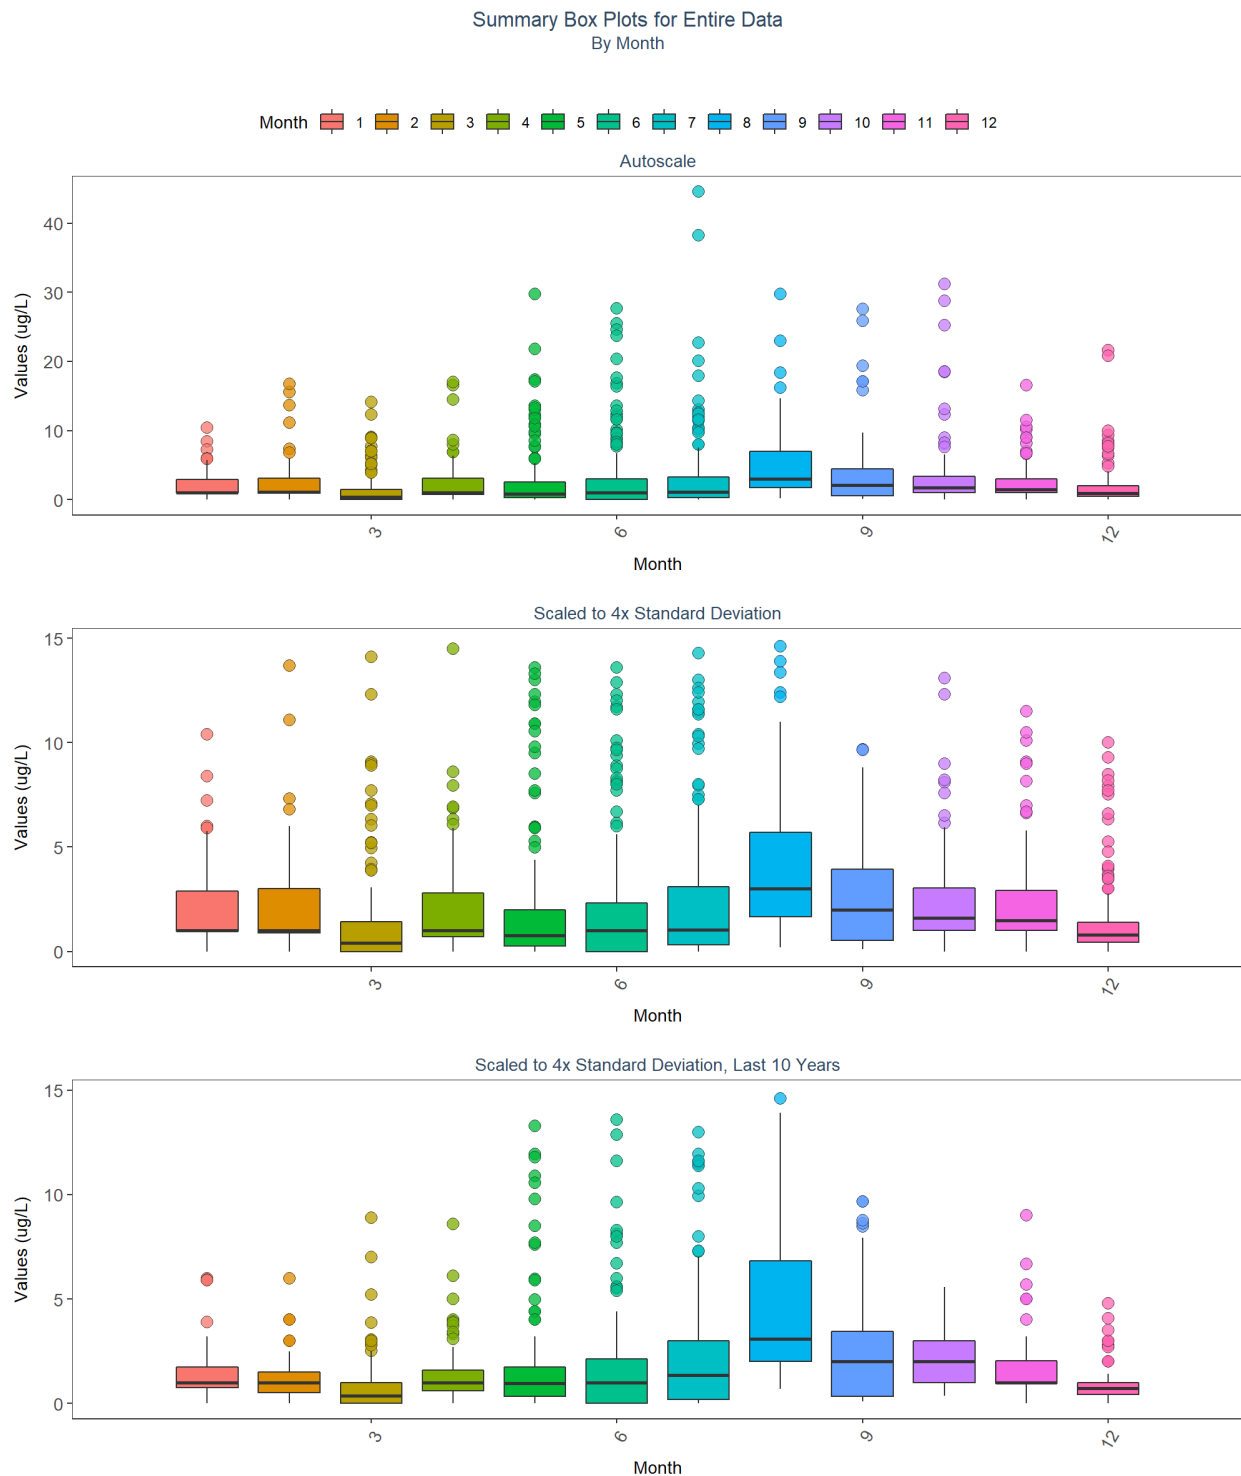 Summary Box Plots for Entire Data
By Month
Month 1 2 3 4 5 6 7 8 9 10 11 12
Autoscale
Values (ug/L)
40
30
20
10
0
3 6 9 12
Month
Scaled to 4x Standard Deviation
Values (ug/L)
15
10
5
0
3 6 9 12
Month
Scaled to 4x Standard Deviation, Last 10 Years
Values (ug/L)
15
10
5
0
3 6 9 12
Month